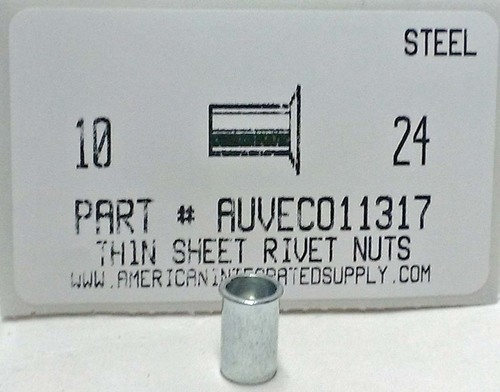 STEEL
10 24
PART # AUVECO11317
THIN SHEET RIVET NUTS
WWW.AMERICANINTEGRATEDSUPPLY.COM